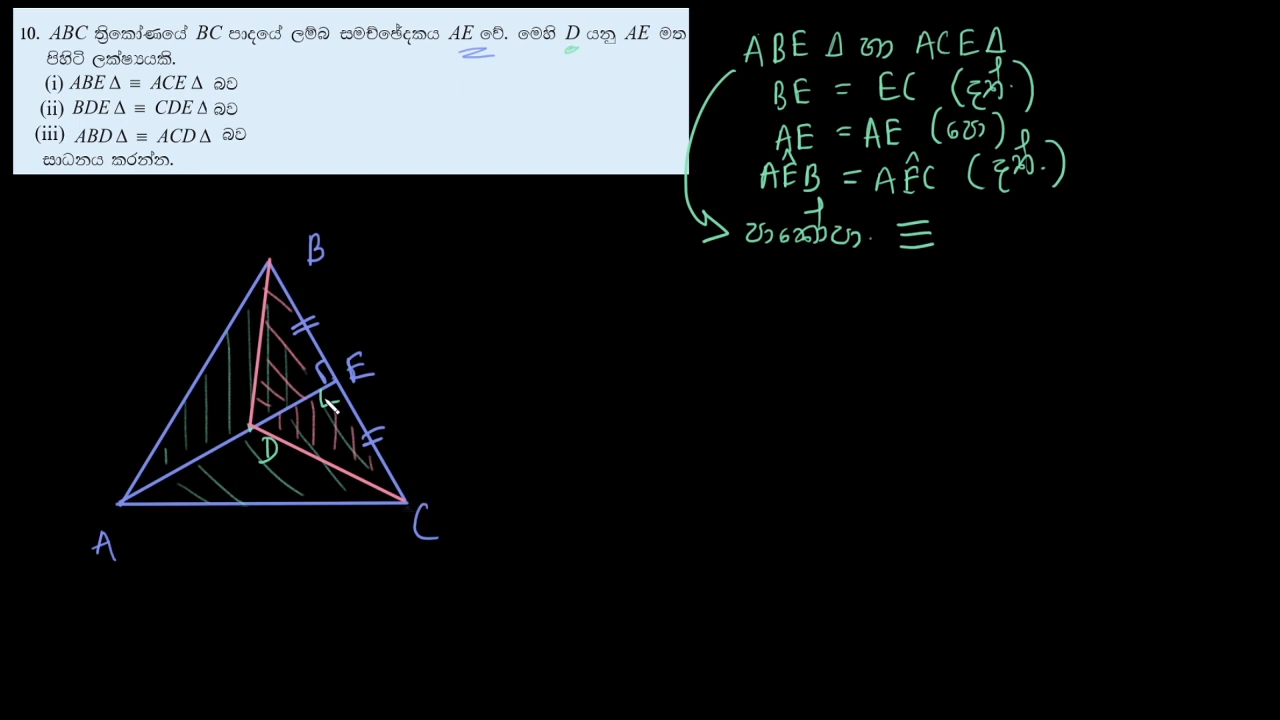 10. ABC ත්‍රිකෝණයේ BC පාදයේ ලම්බ සමච්ඡේදකය AE වේ. මෙහි D යනු AE මත
පිහිටි ලක්ෂ්‍යයකි.
(i) ABE Δ ≡ ACE Δ බව
(ii) BDE Δ ≡ CDE Δ බව
(iii) ABD Δ ≡ ACD Δ බව
සාධනය කරන්න.
ABE Δ හා ACE Δ
BE = EC (දත්.)
AE = AE (පො)
AÊB = AÊC (දත්.)
පාකෝපා. ≡
B
E
D
C
A